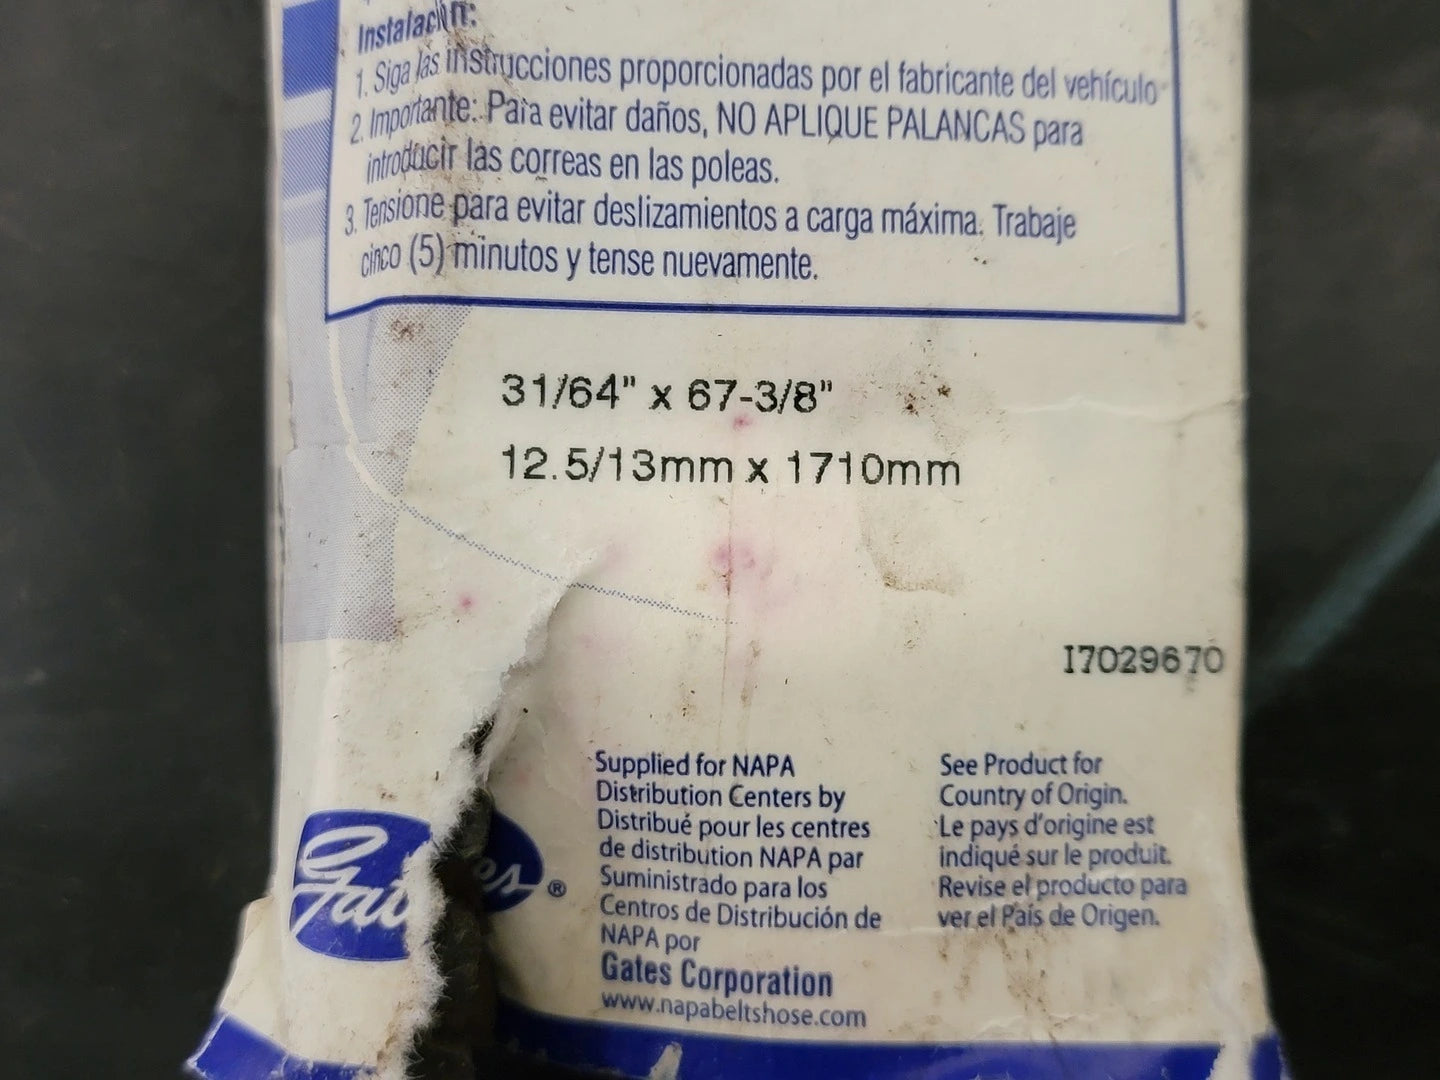 Instalación:
1. Siga las instrucciones proporcionadas por el fabricante del vehículo
2. Importante: Para evitar daños, NO APLIQUE PALANCAS para
introducir las correas en las poleas.
3. Tensione para evitar deslizamientos a carga máxima. Trabaje
cinco (5) minutos y tense nuevamente.
31/64" x 67-3/8"
12.5/13mm x 1710mm
I7029670
Gates®
Supplied for NAPA
Distribution Centers by
Distribué pour les centres
de distribution NAPA par
Suministrado para los
Centros de Distribución de
NAPA por
Gates Corporation
www.napabeltshose.com
See Product for
Country of Origin.
Le pays d'origine est
indiqué sur le produit.
Revise el producto para
ver el País de Origen.